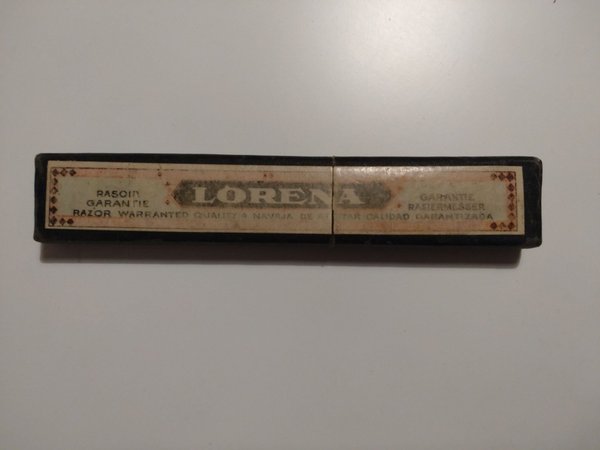 RASOIR
GARANTIE
LORENA
GARANTIE
RASIERMESSER
RAZOR WARRANTED QUALITY & NAVAJA DE AFEITAR CALIDAD GARANTIZADA